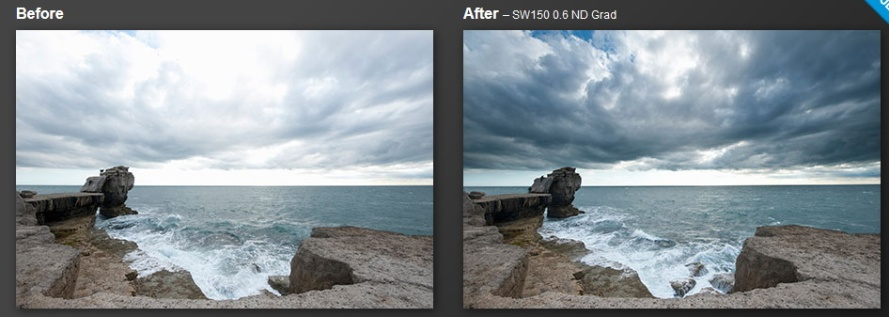 Before
After – SW150 0.6 ND Grad